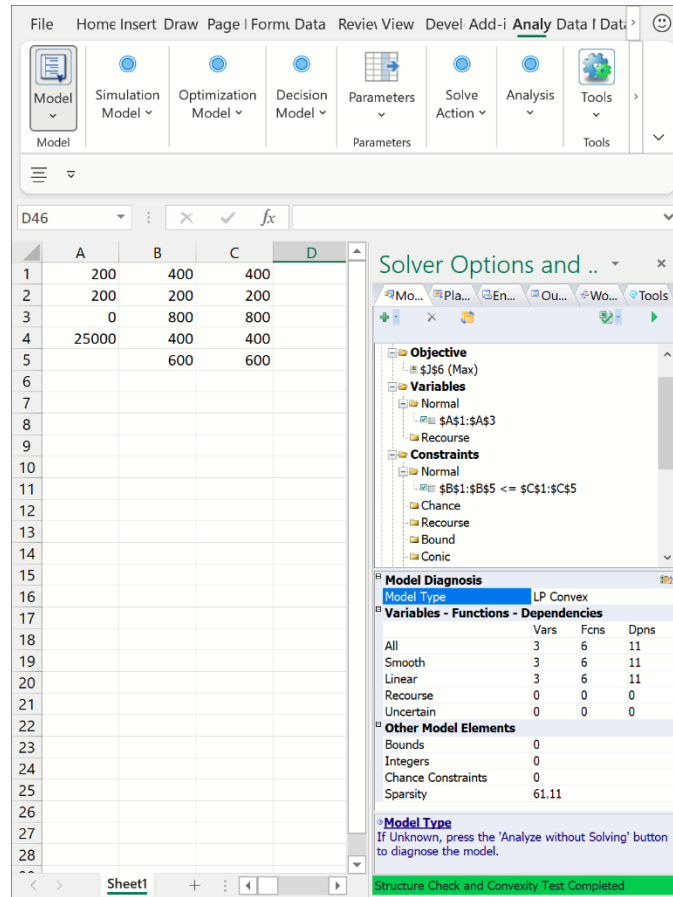 File Home Insert Draw Page | Formu Data Review View Devel Add-i Analy Data I Data
Model Simulation Model Optimization Model Decision Model Parameters Solve Action Analysis Tools
Model Parameters Tools
D46 fx
A B C D
1 200 400 400
2 200 200 200
3 0 800 800
4 25000 400 400
5 600 600
6
7
8
9
10
11
12
13
14
15
16
17
18
19
20
21
22
23
24
25
26
27
28
Sheet1
Solver Options and ..
Mo... Pla... En... Ou... Wo... Tools
Objective
$J$6 (Max)
Variables
Normal
$A$1:$A$3
Recourse
Constraints
Normal
$B$1:$B$5 <= $C$1:$C$5
Chance
Recourse
Bound
Conic
Model Diagnosis
Model Type LP Convex
Variables - Functions - Dependencies
Vars Fcns Dpns
All 3 6 11
Smooth 3 6 11
Linear 3 6 11
Recourse 0 0 0
Uncertain 0 0 0
Other Model Elements
Bounds 0
Integers 0
Chance Constraints 0
Sparsity 61.11
Model Type
If Unknown, press the 'Analyze without Solving' button
to diagnose the model.
Structure Check and Convexity Test Completed